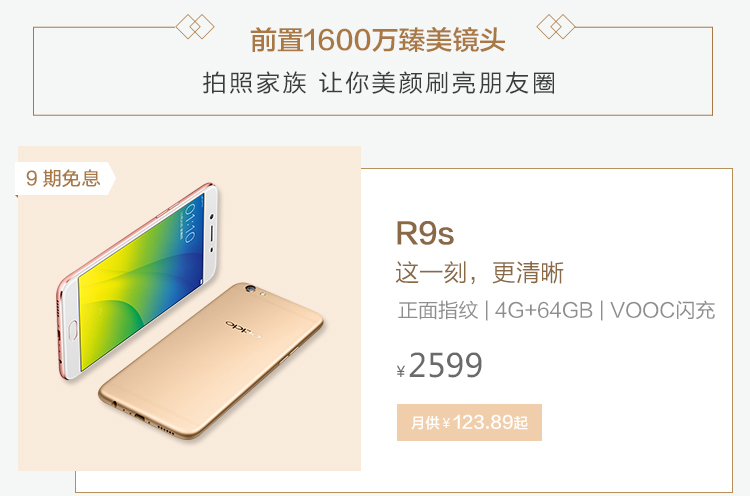 前置1600万臻美镜头
拍照家族 让你美颜刷亮朋友圈
9 期免息
01:10
oppo
R9s
这一刻，更清晰
正面指纹 | 4G+64GB | VOOC闪充
¥2599
月供¥123.89起